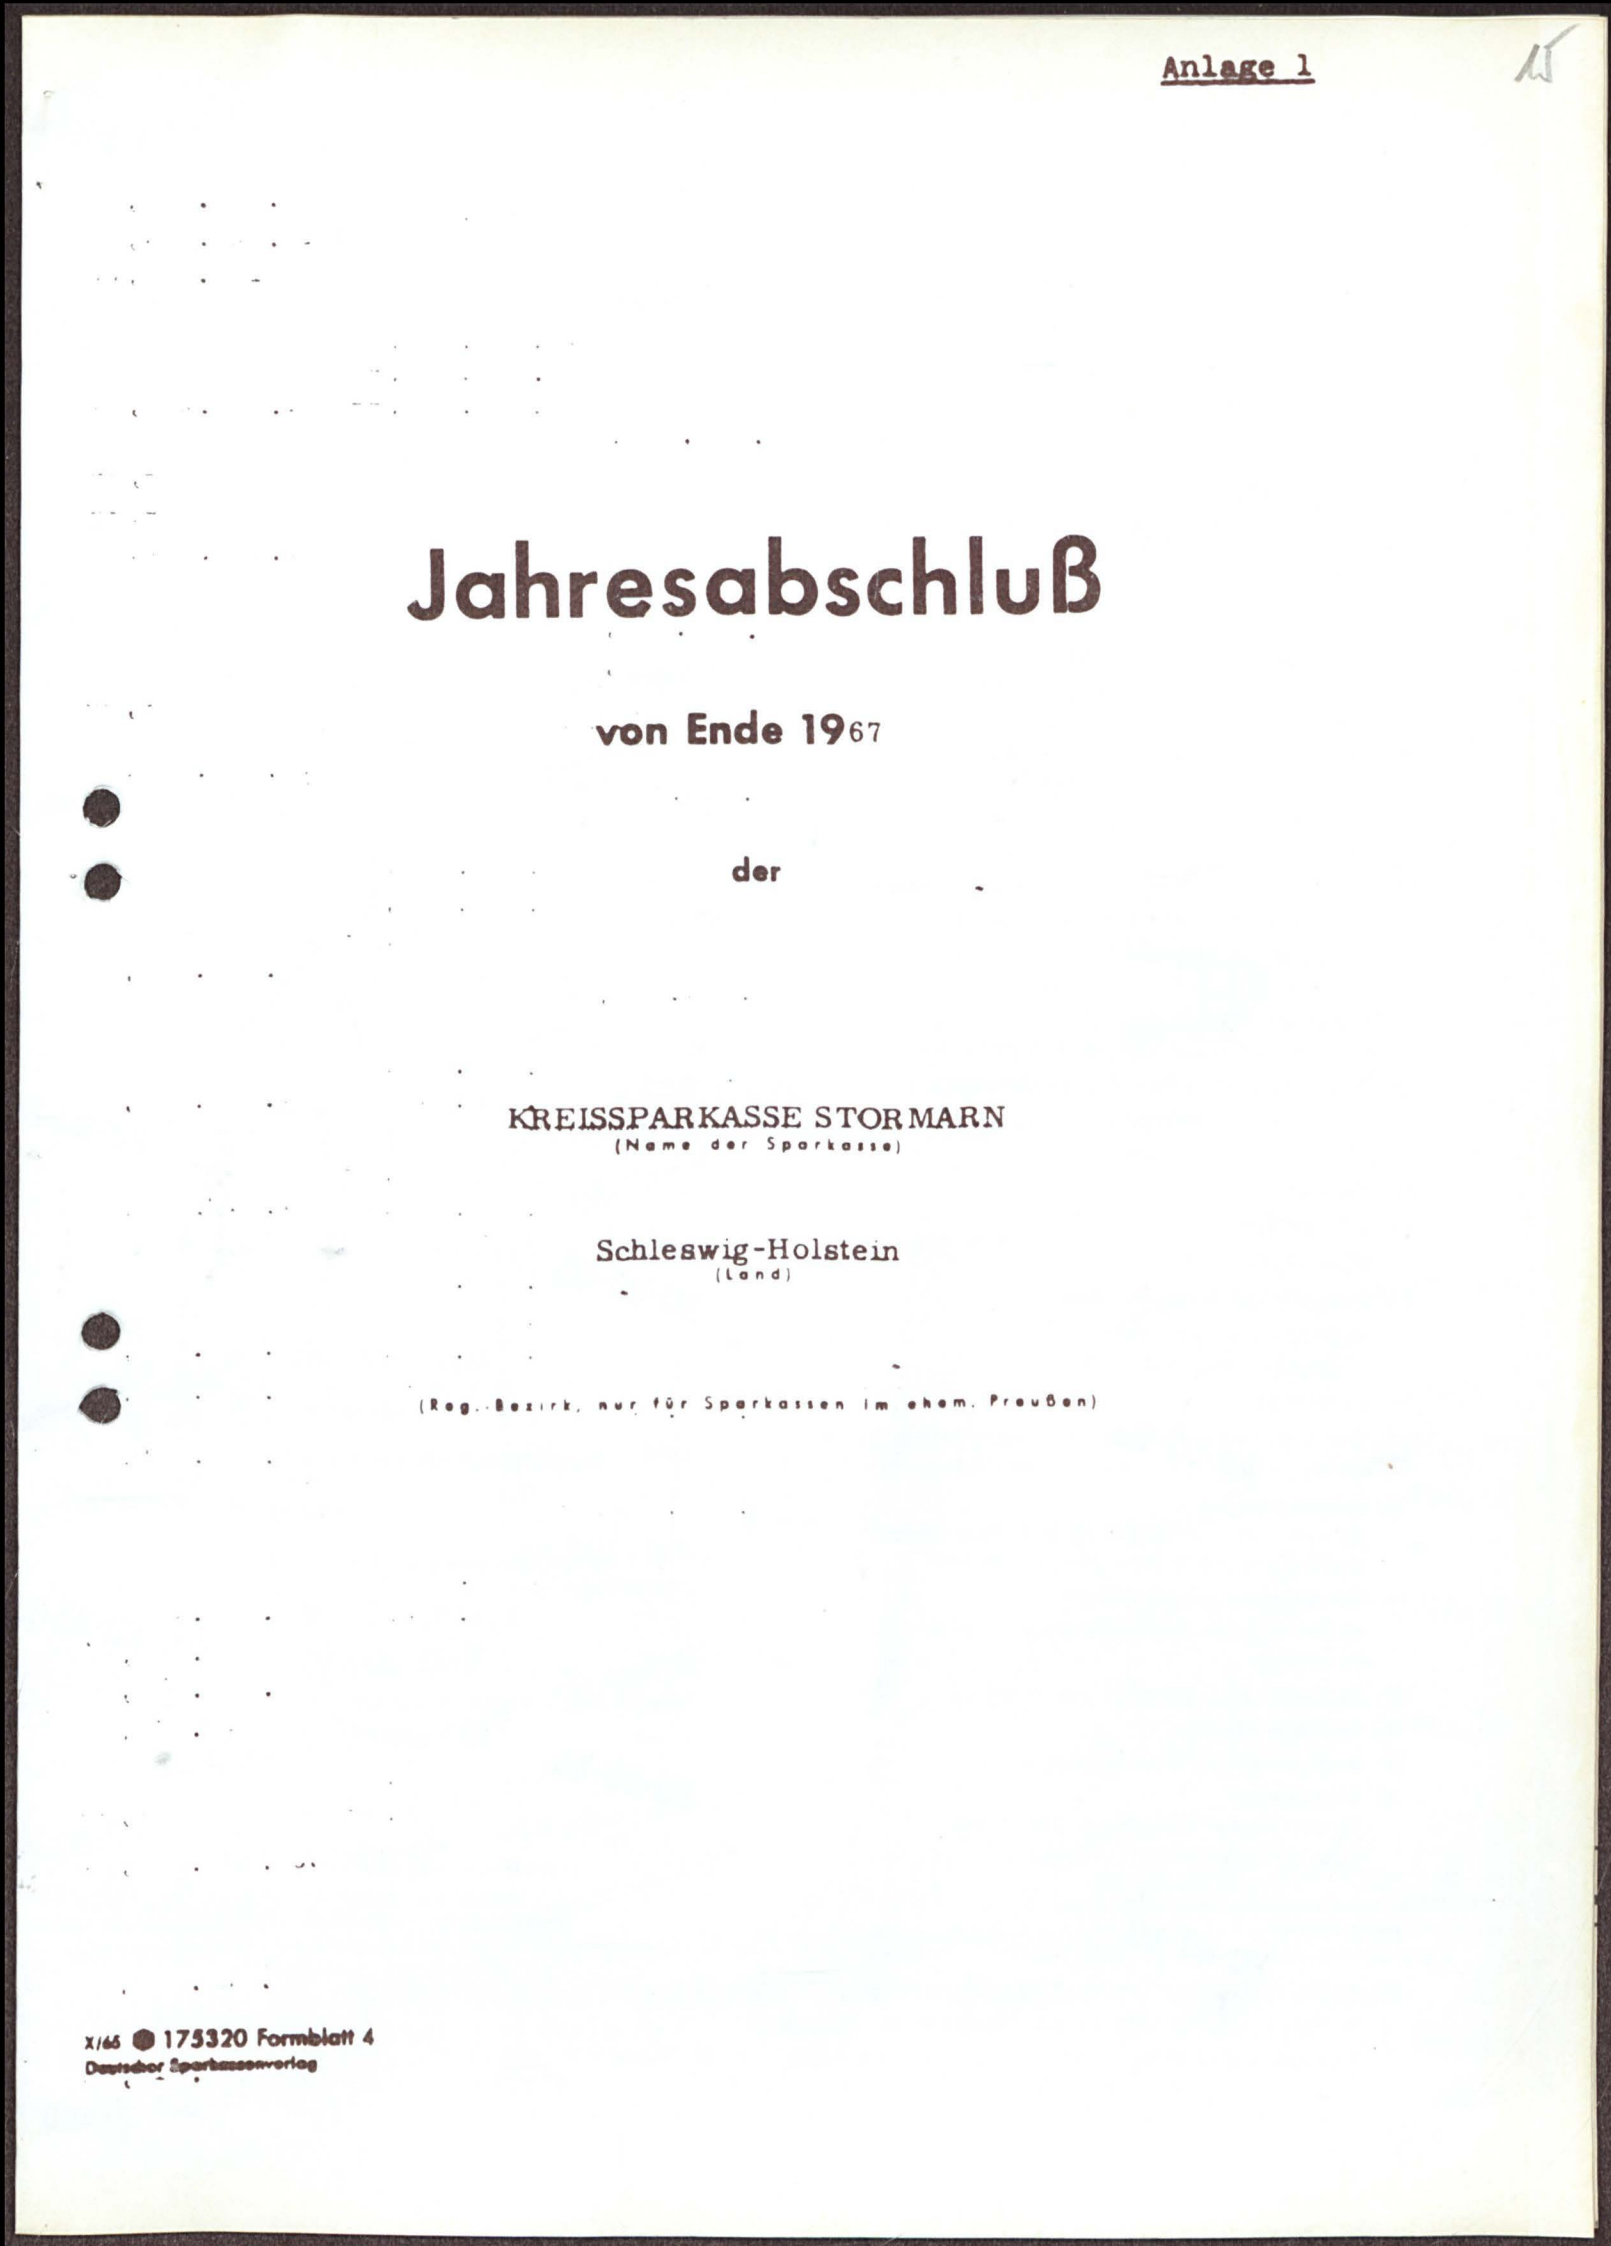 Anlage 1
15
Jahresabschluß
von Ende 1967
der
KREISSPARKASSE STORMARN
(Name der Sparkasse)
Schleswig-Holstein
(Land)
(Reg.-Bezirk, nur für Sparkassen im ehem. Preußen)
X/65 175320 Formblatt 4
Deutscher Sparkassenverlag